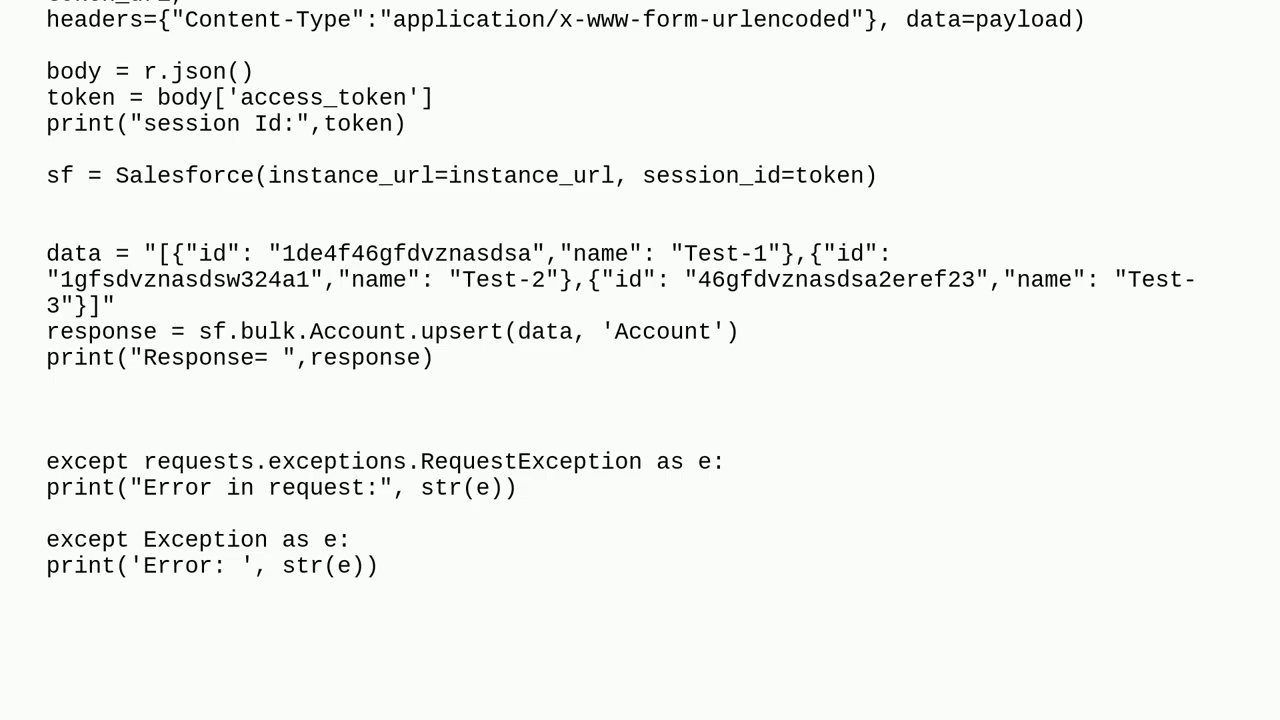 headers={"Content-Type":"application/x-www-form-urlencoded"}, data=payload)
body = r.json()
token = body['access_token']
print("session Id:",token)
sf = Salesforce(instance_url=instance_url, session_id=token)
data = "[{"id": "1de4f46gfdvznasdsa","name": "Test-1"},{"id":
"1gfsdvznasdsw324a1","name": "Test-2"},{"id": "46gfdvznasdsa2eref23","name": "Test-
3"}]"
response = sf.bulk.Account.upsert(data, 'Account')
print("Response= ",response)
except requests.exceptions.RequestException as e:
print("Error in request:", str(e))
except Exception as e:
print('Error: ', str(e))